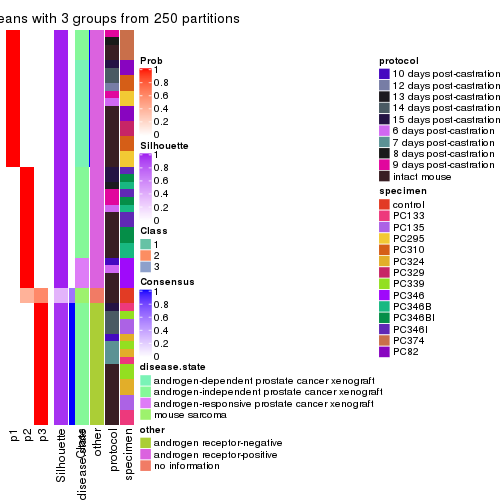 eans with 3 groups from 250 partitions
Prob
1
0.8
0.6
0.4
0.2
0
Silhouette
1
0.8
0.6
0.4
0.2
0
Class
1
2
3
Consensus
1
0.8
0.6
0.4
0.2
0
disease.state
androgen-dependent prostate cancer xenograft
androgen-independent prostate cancer xenograft
androgen-responsive prostate cancer xenograft
mouse sarcoma
other
androgen receptor-negative
androgen receptor-positive
no information
protocol
10 days post-castration
12 days post-castration
13 days post-castration
14 days post-castration
15 days post-castration
6 days post-castration
7 days post-castration
8 days post-castration
9 days post-castration
intact mouse
specimen
control
PC133
PC135
PC295
PC310
PC324
PC329
PC339
PC346
PC346B
PC346BI
PC346I
PC374
PC82
p1
p2
p3
Silhouette
disease.state
other
protocol
specimen